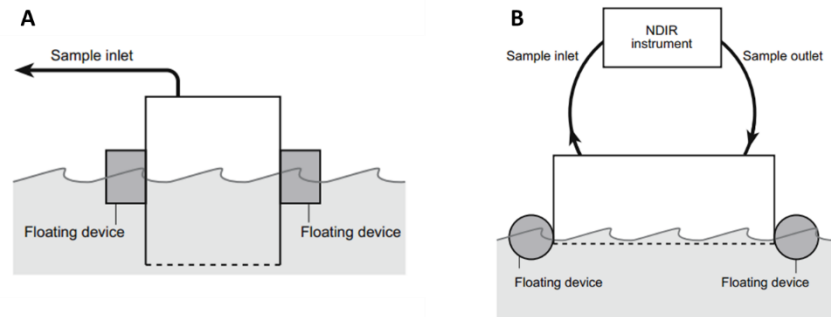 A
Sample inlet
Floating device
Floating device
B
NDIR
instrument
Sample inlet
Sample outlet
Floating device
Floating device